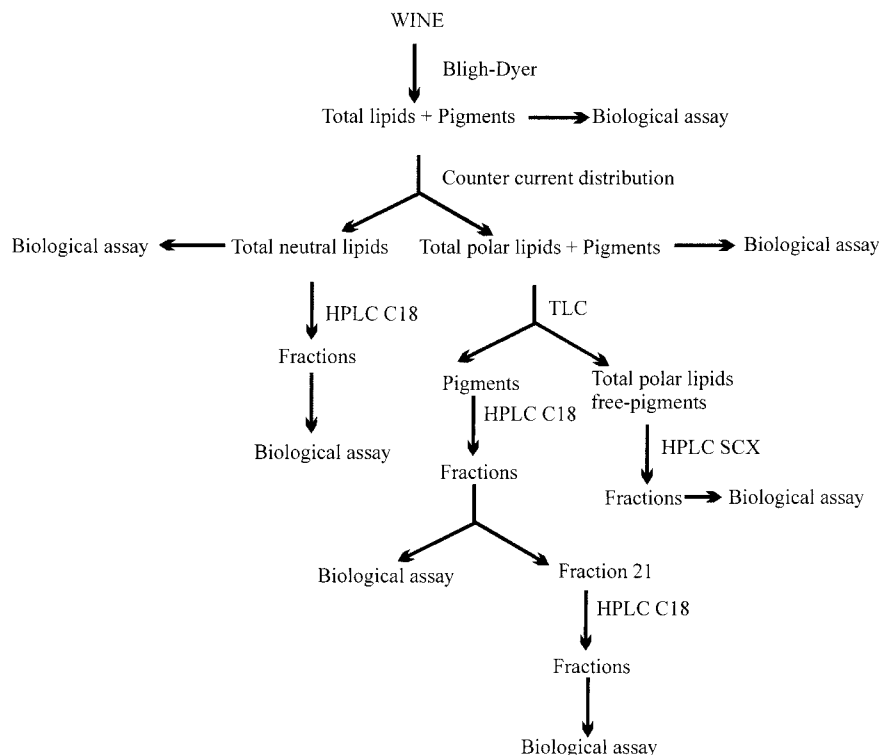 WINE
Bligh-Dyer
Total lipids + Pigments
Biological assay
Counter current distribution
Biological assay
Total neutral lipids
Total polar lipids + Pigments
Biological assay
HPLC C18
TLC
Fractions
Pigments
Total polar lipids
free-pigments
HPLC C18
HPLC SCX
Biological assay
Fractions
Fractions
Biological assay
Biological assay
Fraction 21
HPLC C18
Fractions
Biological assay